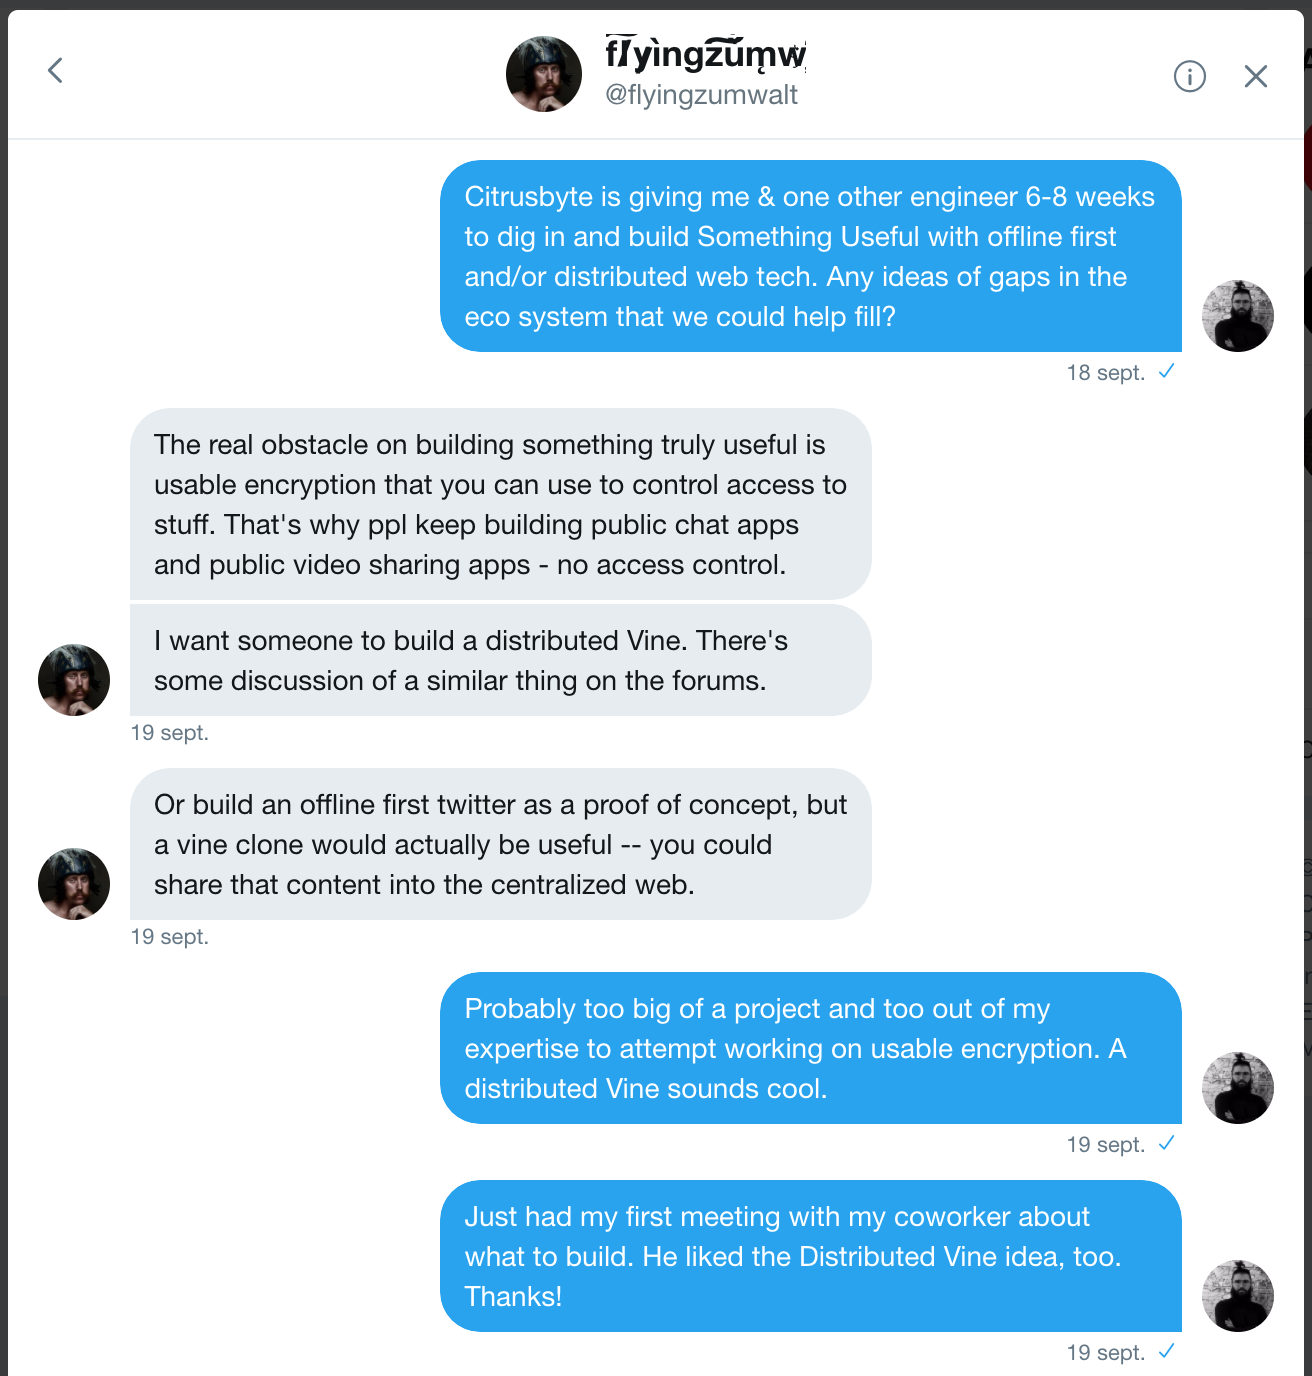 fl̸yìngz̃ūm̨w
@flyingzumwalt
Citrusbyte is giving me & one other engineer 6-8 weeks
to dig in and build Something Useful with offline first
and/or distributed web tech. Any ideas of gaps in the
eco system that we could help fill?
18 sept. ✓
The real obstacle on building something truly useful is
usable encryption that you can use to control access to
stuff. That's why ppl keep building public chat apps
and public video sharing apps - no access control.
I want someone to build a distributed Vine. There's
some discussion of a similar thing on the forums.
19 sept.
Or build an offline first twitter as a proof of concept, but
a vine clone would actually be useful -- you could
share that content into the centralized web.
19 sept.
Probably too big of a project and too out of my
expertise to attempt working on usable encryption. A
distributed Vine sounds cool.
19 sept. ✓
Just had my first meeting with my coworker about
what to build. He liked the Distributed Vine idea, too.
Thanks!
19 sept. ✓